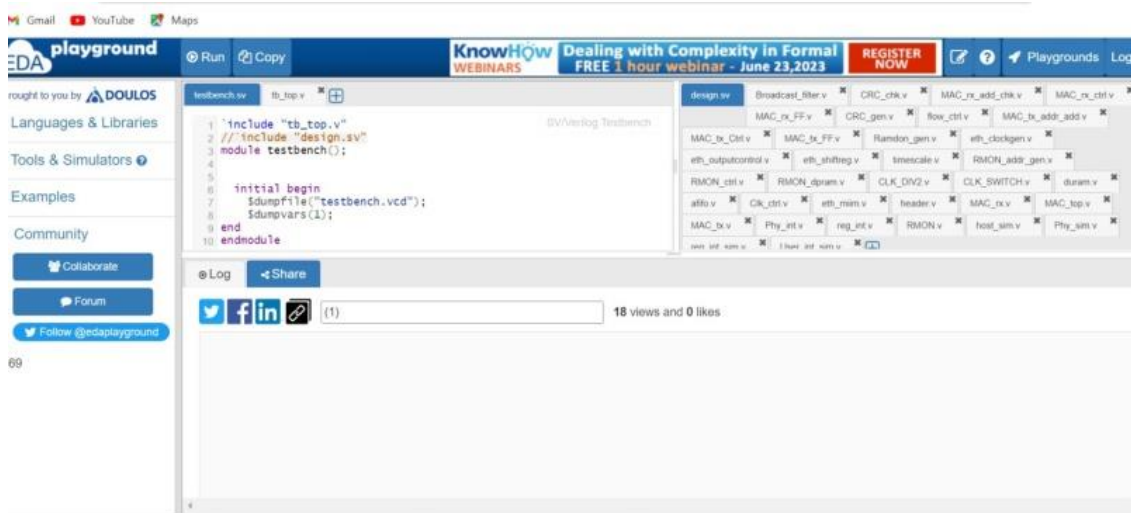 Gmail YouTube Maps
EDA playground
Run Copy
KnowHow WEBINARS
Dealing with Complexity in Formal
FREE 1 hour webinar - June 23,2023
REGISTER NOW
Playgrounds Log
rought to you by DOULOS
Languages & Libraries
Tools & Simulators
Examples
Community
Collaborate
Forum
Follow @edaplayground
69
testbench.sv tb_top.v
SV/Verilog Testbench
1 `include "tb_top.v"
2 //`include "design.sv"
3 module testbench();
4
5
6 initial begin
7 $dumpfile("testbench.vcd");
8 $dumpvars(1);
9 end
10 endmodule
design.sv Broadcast_filter.v CRC_chk.v MAC_rx_add_chk.v MAC_rx_ctrl.v
MAC_rx_FF.v CRC_gen.v flow_ctrl.v MAC_tx_addr_add.v
MAC_tx_Ctrl.v MAC_tx_FF.v Ramdon_gen.v eth_clockgen.v
eth_outputcontrol.v eth_shiftreg.v timescale.v RMON_addr_gen.v
RMON_ctrl.v RMON_dpram.v CLK_DIV2.v CLK_SWITCH.v duram.v
afifo.v Clk_ctrl.v eth_miim.v header.v MAC_rx.v MAC_top.v
MAC_tx.v Phy_int.v reg_int.v RMON.v host_sim.v Phy_sim.v
reg_int_sim.v User_int_sim.v
Log Share
(1)
18 views and 0 likes